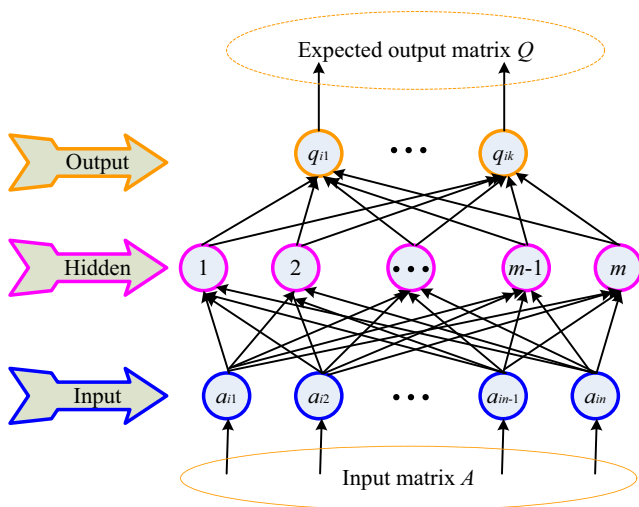 Expected output matrix Q
Output
qi1
...
qik
Hidden
1
2
...
m-1
m
Input
ai1
ai2
...
ain-1
ain
Input matrix A